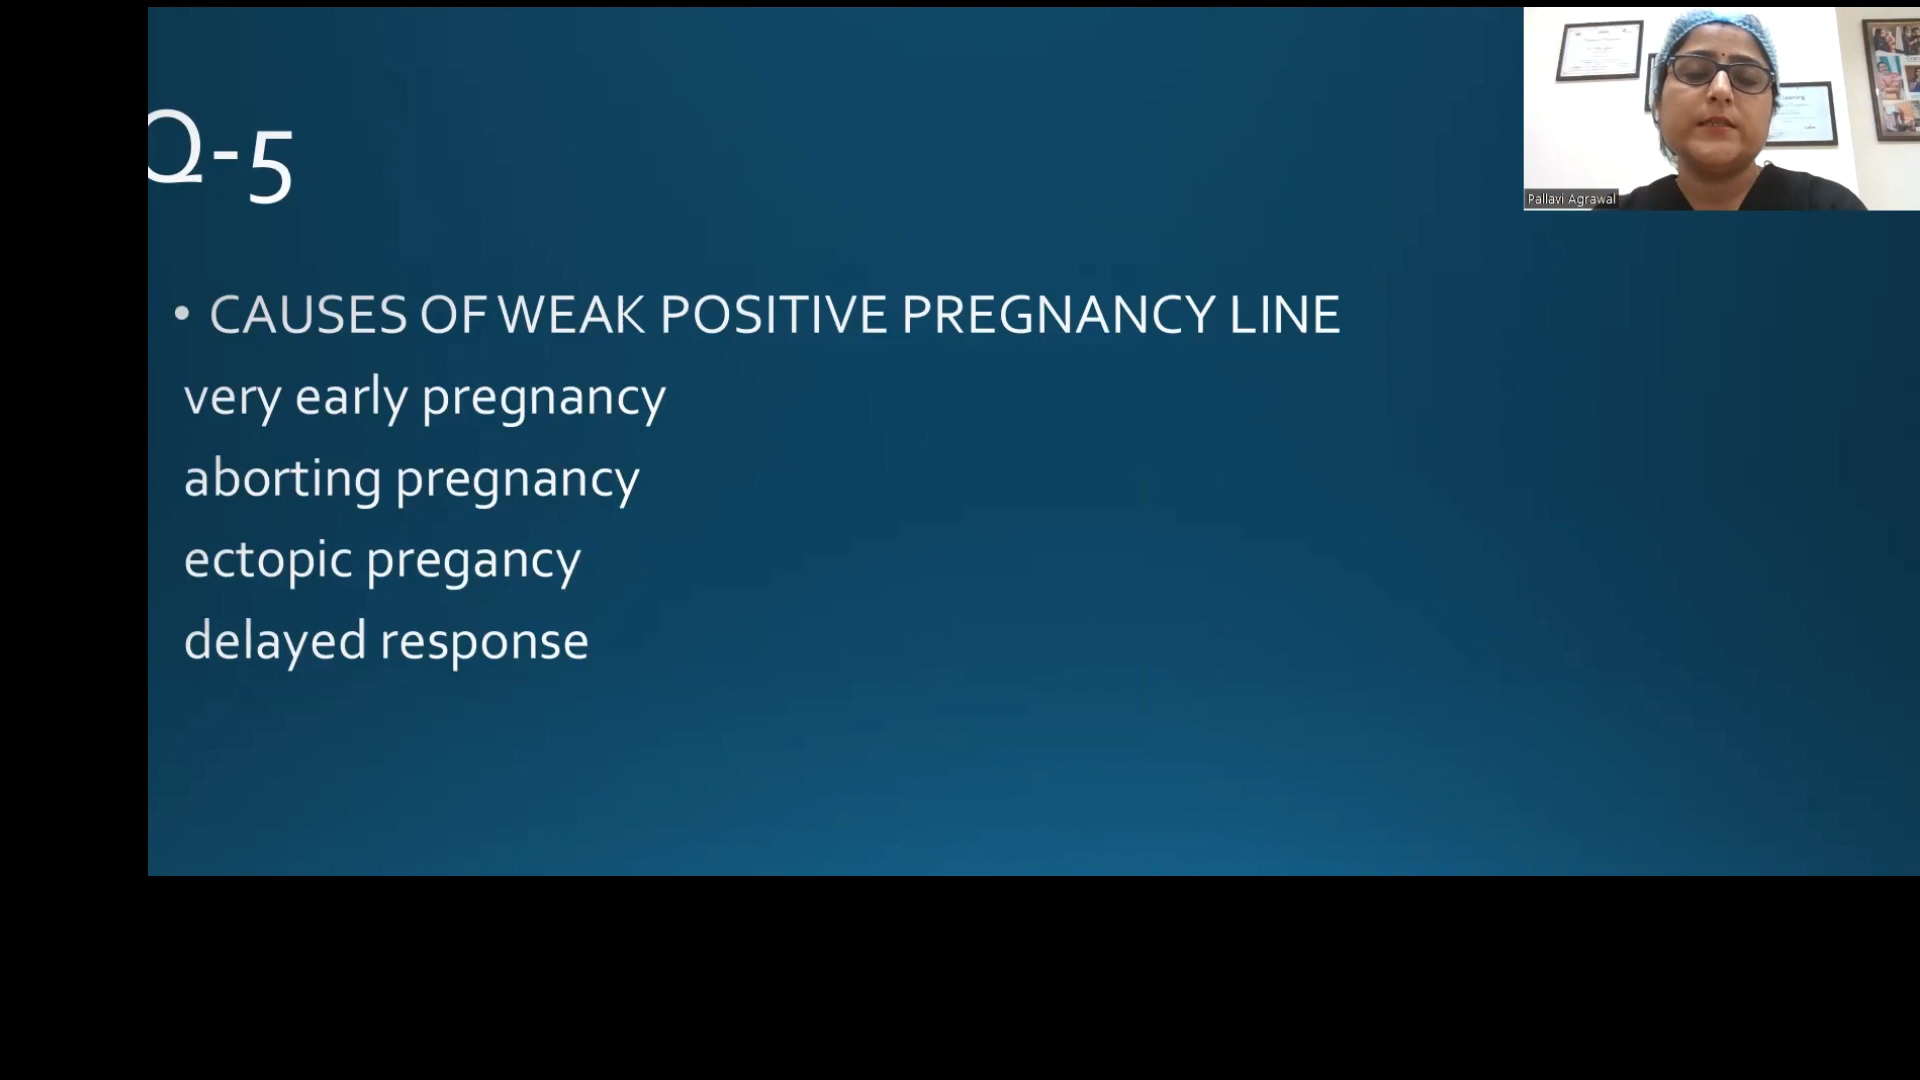 Q-5
• CAUSES OF WEAK POSITIVE PREGNANCY LINE
very early pregnancy
aborting pregnancy
ectopic pregancy
delayed response
Pallavi Agrawal